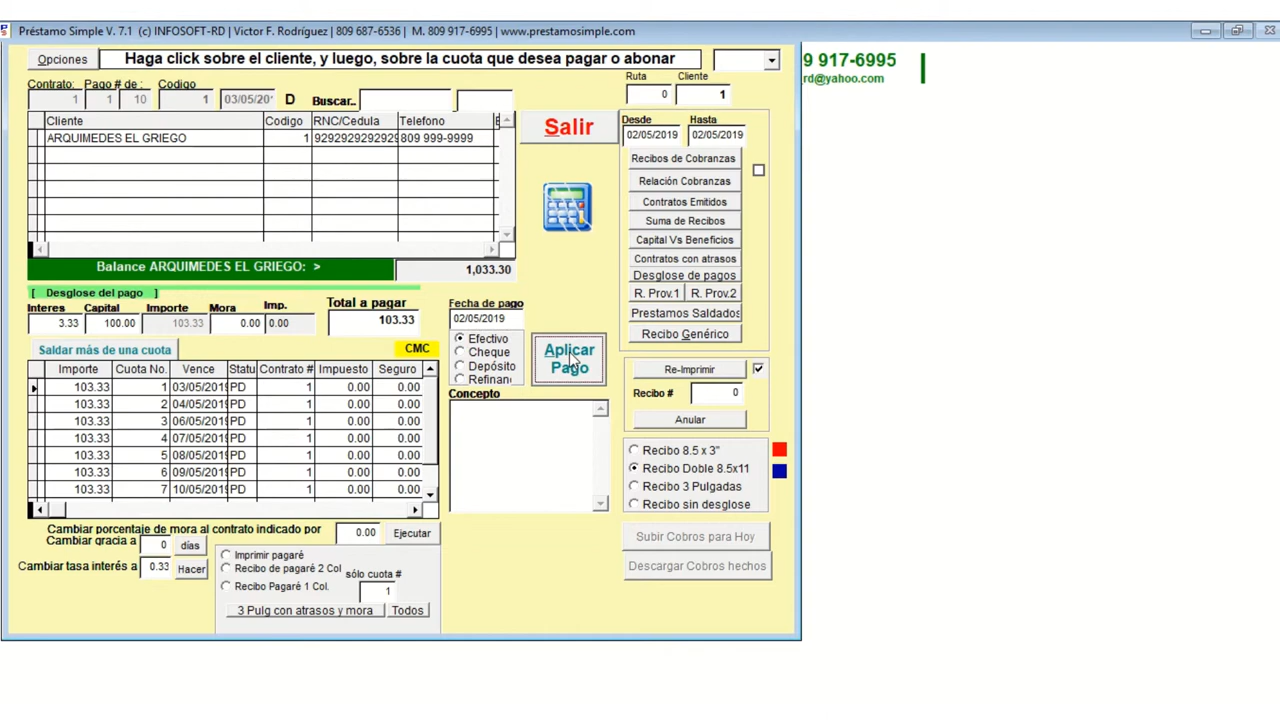 Préstamo Simple V. 7.1 (c) INFOSOFT-RD | Victor F. Rodríguez | 809 687-6536 | M. 809 917-6995 | www.prestamosimple.com
Opciones
Haga click sobre el cliente, y luego, sobre la cuota que desea pagar o abonar
9 917-6995
rd@yahoo.com
Contrato: Pago # de : Codigo
1 1 10 1 03/05/20 D Buscar..
Ruta Cliente
0 1
Cliente Codigo RNC/Cedula Telefono
ARQUIMEDES EL GRIEGO 1 9292929292929 809 999-9999
Salir
Desde Hasta
02/05/2019 02/05/2019
Recibos de Cobranzas
Relación Cobranzas
Contratos Emitidos
Suma de Recibos
Capital Vs Beneficios
Contratos con atrasos
Desglose de pagos
R. Prov.1 R. Prov.2
Prestamos Saldados
Recibo Genérico
Balance ARQUIMEDES EL GRIEGO: > 1,033.30
[ Desglose del pago ]
Interes Capital Importe Mora Imp. Total a pagar
3.33 100.00 103.33 0.00 0.00 103.33
Fecha de pago
02/05/2019
Efectivo
Cheque
Depósito
Refinan
Aplicar
Pago
Saldar más de una cuota
CMC
Importe Cuota No. Vence Statu Contrato # Impuesto Seguro
103.33 1 03/05/2019 PD 1 0.00 0.00
103.33 2 04/05/2019 PD 1 0.00 0.00
103.33 3 06/05/2019 PD 1 0.00 0.00
103.33 4 07/05/2019 PD 1 0.00 0.00
103.33 5 08/05/2019 PD 1 0.00 0.00
103.33 6 09/05/2019 PD 1 0.00 0.00
103.33 7 10/05/2019 PD 1 0.00 0.00
Concepto
Re-Imprimir
Recibo # 0
Anular
Recibo 8.5 x 3"
Recibo Doble 8.5x11
Recibo 3 Pulgadas
Recibo sin desglose
Subir Cobros para Hoy
Descargar Cobros hechos
Cambiar porcentaje de mora al contrato indicado por 0.00 Ejecutar
Cambiar gracia a 0 días
Cambiar tasa interés a 0.33 Hacer
Imprimir pagaré
Recibo de pagaré 2 Col
Recibo Pagaré 1 Col.
sólo cuota #
1
3 Pulg con atrasos y mora Todos